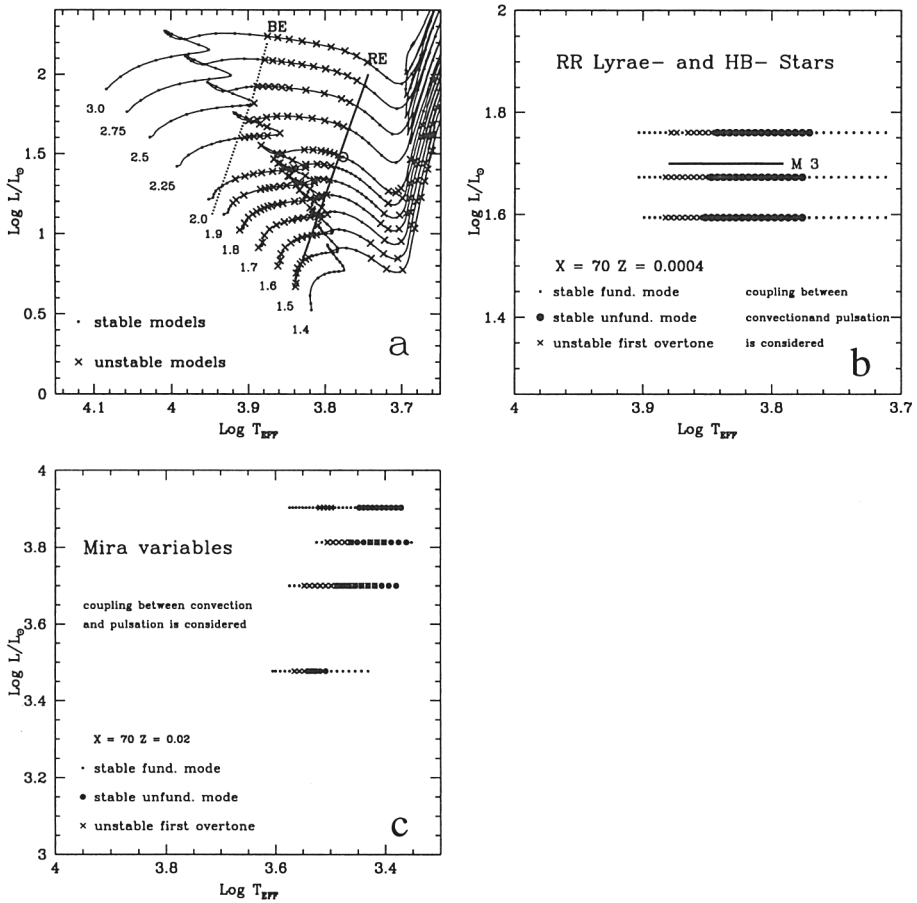 BE
RE
3.0
2.75
2.5
2.25
2.0
1.9
1.8
1.7
1.6
1.5
1.4
· stable models
× unstable models
a
2
1.5
1
0.5
0
4.1 4 3.9 3.8 3.7
Log L/L⊙
Log T_EFF
RR Lyrae- and HB- Stars
M 3
X = 70 Z = 0.0004
· stable fund. mode
● stable unfund. mode
× unstable first overtone
coupling between
convectionand pulsation
is considered
b
2
1.8
1.6
1.4
4 3.9 3.8 3.7
Log L/L⊙
Log T_EFF
Mira variables
coupling between convection
and pulsation is considered
X = 70 Z = 0.02
· stable fund. mode
● stable unfund. mode
× unstable first overtone
c
4
3.8
3.6
3.4
3.2
3
4 3.8 3.6 3.4
Log L/L⊙
Log T_EFF